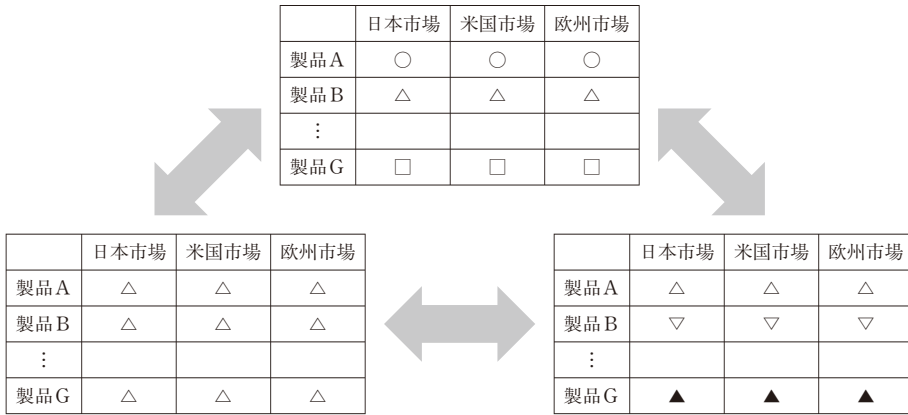 日本市場 米国市場 欧州市場
製品A ○ ○ ○
製品B △ △ △
⋮
製品G □ □ □
日本市場 米国市場 欧州市場
製品A △ △ △
製品B △ △ △
⋮
製品G △ △ △
日本市場 米国市場 欧州市場
製品A △ △ △
製品B ▽ ▽ ▽
⋮
製品G ▲ ▲ ▲